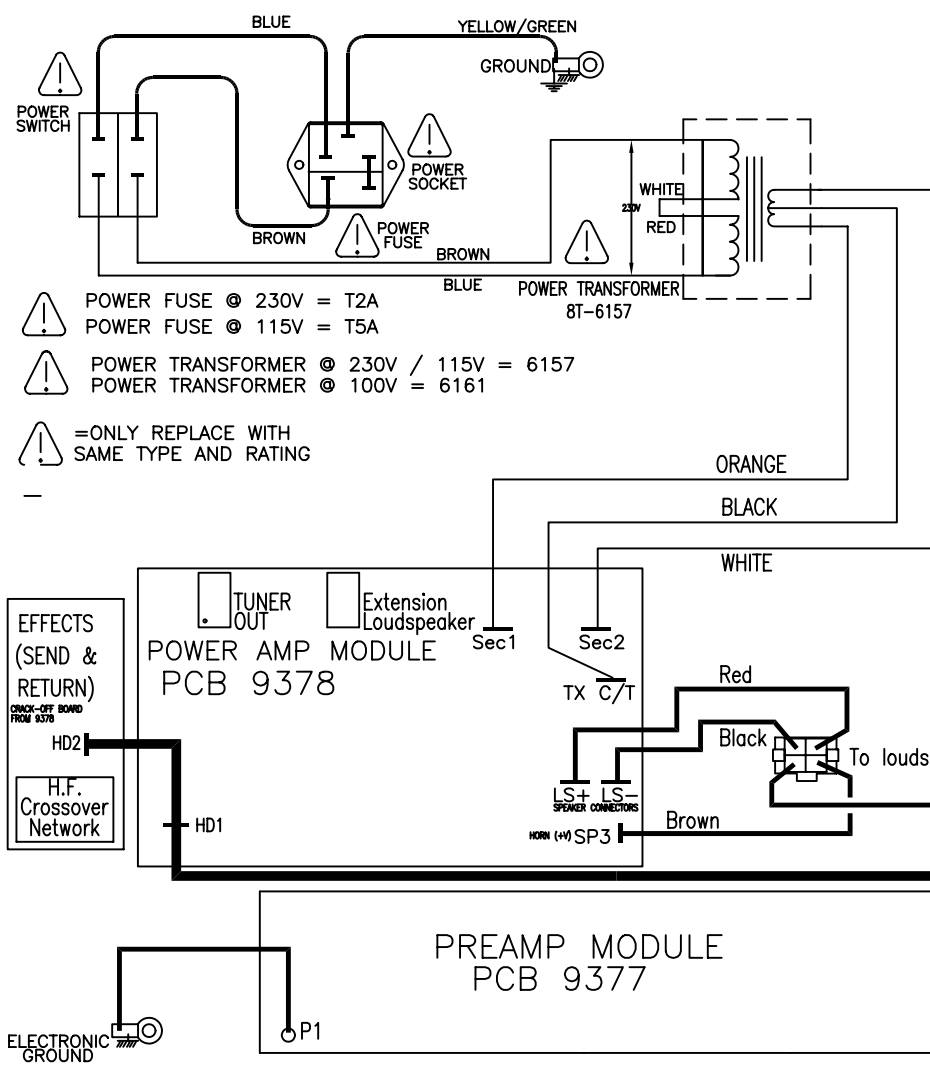 BLUE
YELLOW/GREEN
GROUND
POWER
SWITCH
POWER
SOCKET
POWER
FUSE
BROWN
BROWN
BLUE
WHITE
230V
RED
POWER TRANSFORMER
8T-6157
POWER FUSE @ 230V = T2A
POWER FUSE @ 115V = T5A
POWER TRANSFORMER @ 230V / 115V = 6157
POWER TRANSFORMER @ 100V = 6161
=ONLY REPLACE WITH
SAME TYPE AND RATING
ORANGE
BLACK
WHITE
TUNER
OUT
Extension
Loudspeaker
Sec1
Sec2
POWER AMP MODULE
PCB 9378
TX C/T
EFFECTS
(SEND &
RETURN)
CRACK-OFF BOARD
FROM 9378
HD2
H.F.
Crossover
Network
HD1
Red
Black
To louds
LS+ LS-
SPEAKER CONNECTORS
HORN (+V) SP3
Brown
PREAMP MODULE
PCB 9377
P1
ELECTRONIC
GROUND